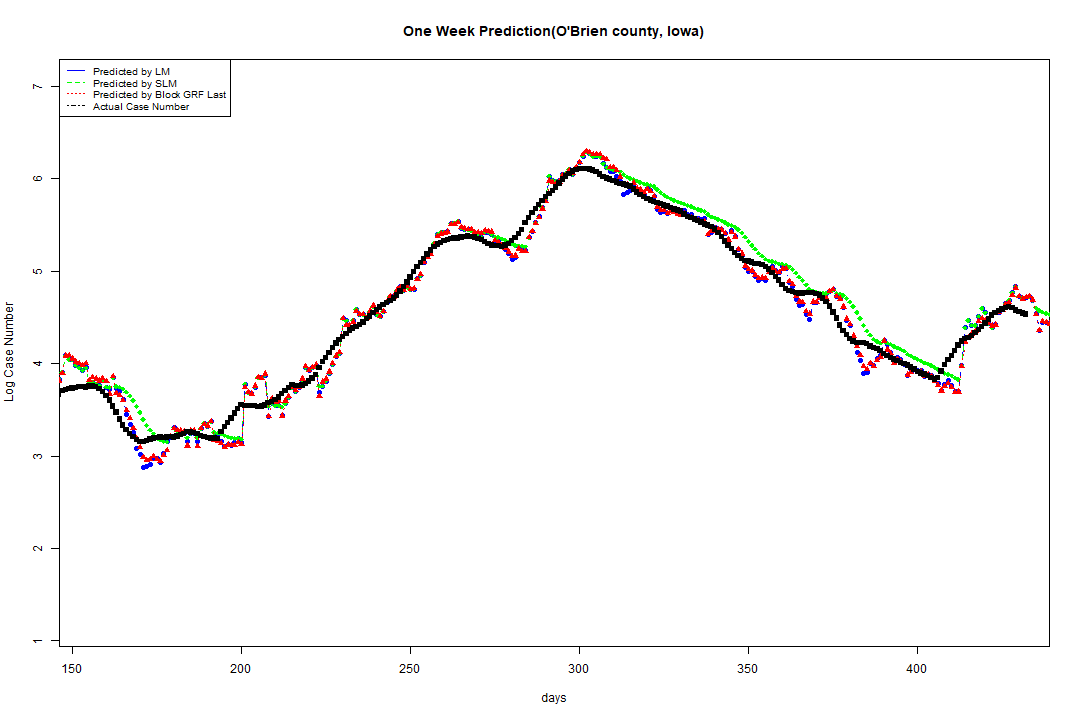 One Week Prediction(O'Brien county, Iowa)
Predicted by LM
Predicted by SLM
Predicted by Block GRF Last
Actual Case Number
7
6
5
4
3
2
1
Log Case Number
150 200 250 300 350 400
days